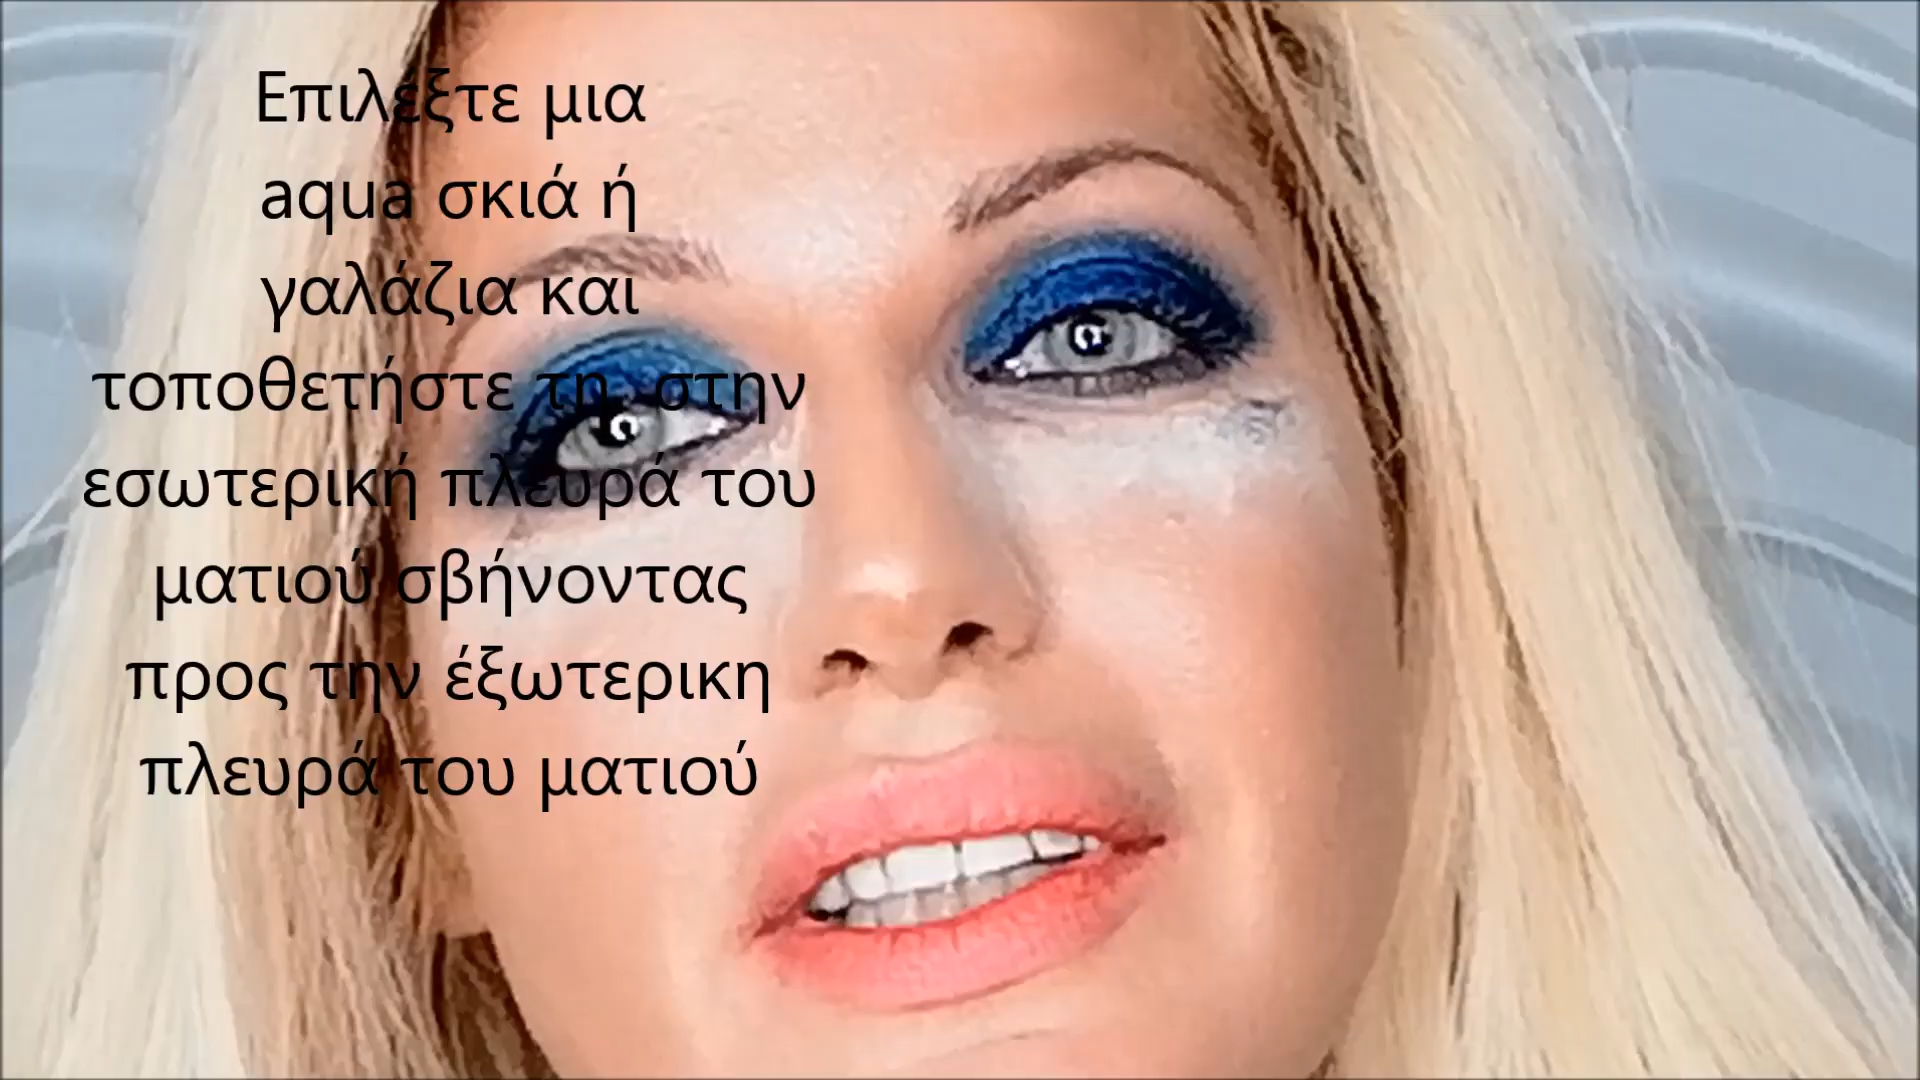 Επιλέξτε μια
aqua σκιά ή
γαλάζια και
τοποθετήστε τη  στην
εσωτερική πλευρά του
ματιού σβήνοντας
προς την έξωτερικη
πλευρά του ματιού